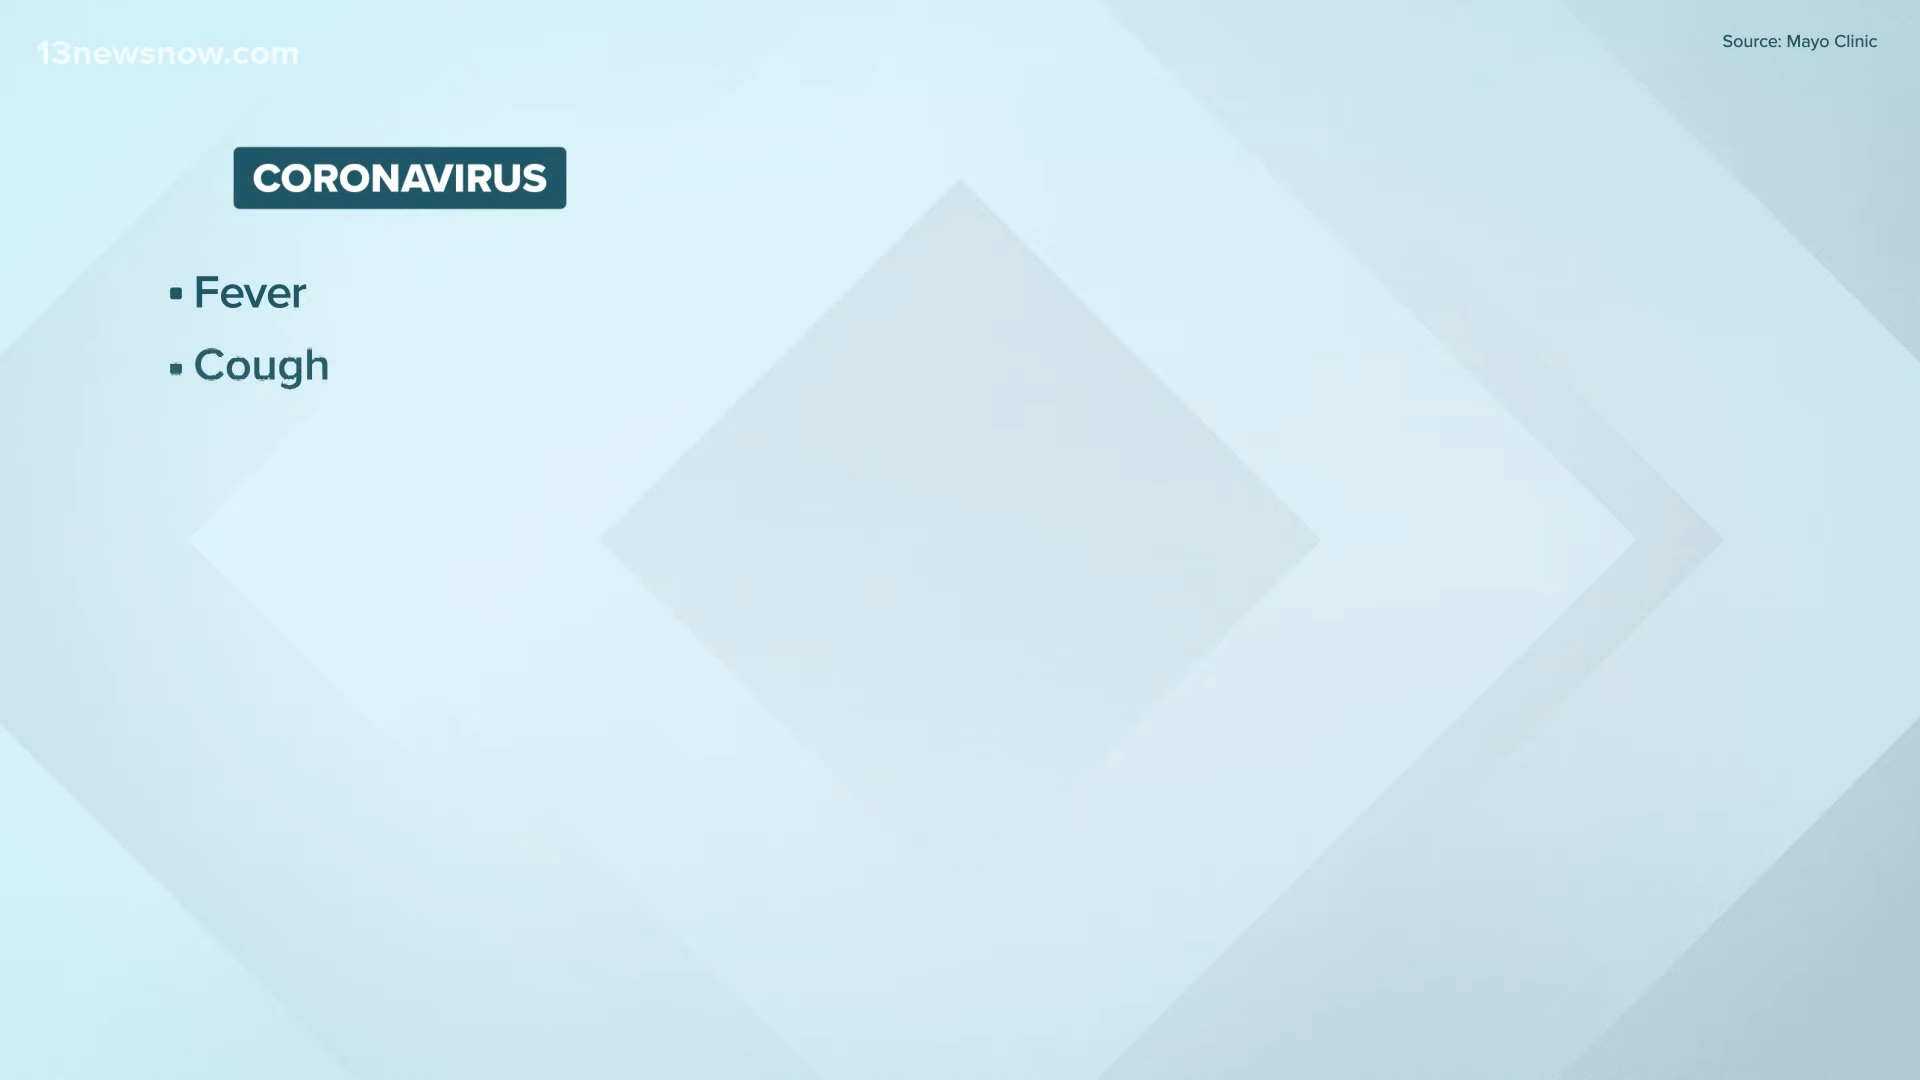 13newsnow.com
Source: Mayo Clinic
CORONAVIRUS
▪ Fever
▪ Cough